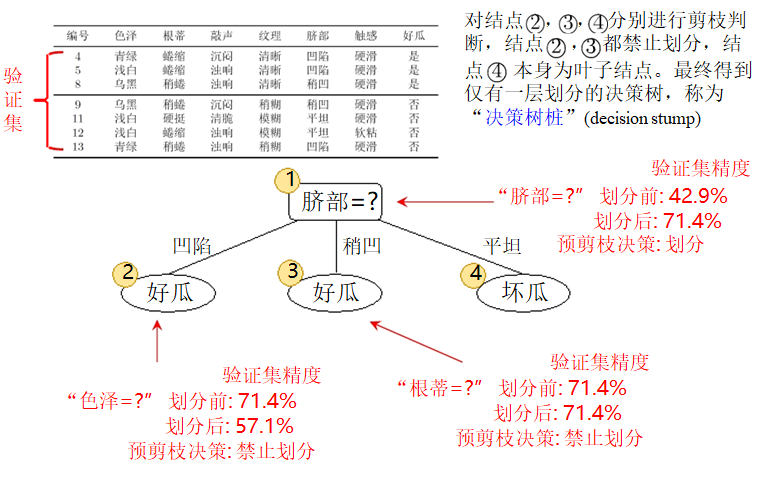 编号 色泽 根蒂 敲声 纹理 脐部 触感 好瓜
4 青绿 蜷缩 沉闷 清晰 凹陷 硬滑 是
5 浅白 蜷缩 浊响 清晰 凹陷 硬滑 是
8 乌黑 稍蜷 浊响 清晰 凹陷 硬滑 是
9 乌黑 稍蜷 沉闷 稍糊 稍凹 硬滑 否
11 浅白 硬挺 清脆 模糊 平坦 硬滑 否
12 浅白 蜷缩 浊响 模糊 平坦 软粘 否
13 青绿 稍蜷 浊响 稍糊 凹陷 硬滑 否
验证集
对结点②,③,④分别进行剪枝判
断,结点②,③都禁止划分,结
点④ 本身为叶子结点。最终得到
仅有一层划分的决策树,称为
“决策树桩”(decision stump)
1
脐部=?
验证集精度
“脐部=?” 划分前: 42.9%
划分后: 71.4%
预剪枝决策: 划分
凹陷
稍凹
平坦
2
好瓜
3
好瓜
4
坏瓜
验证集精度
“色泽=?” 划分前: 71.4%
划分后: 57.1%
预剪枝决策: 禁止划分
验证集精度
“根蒂=?” 划分前: 71.4%
划分后: 71.4%
预剪枝决策: 禁止划分